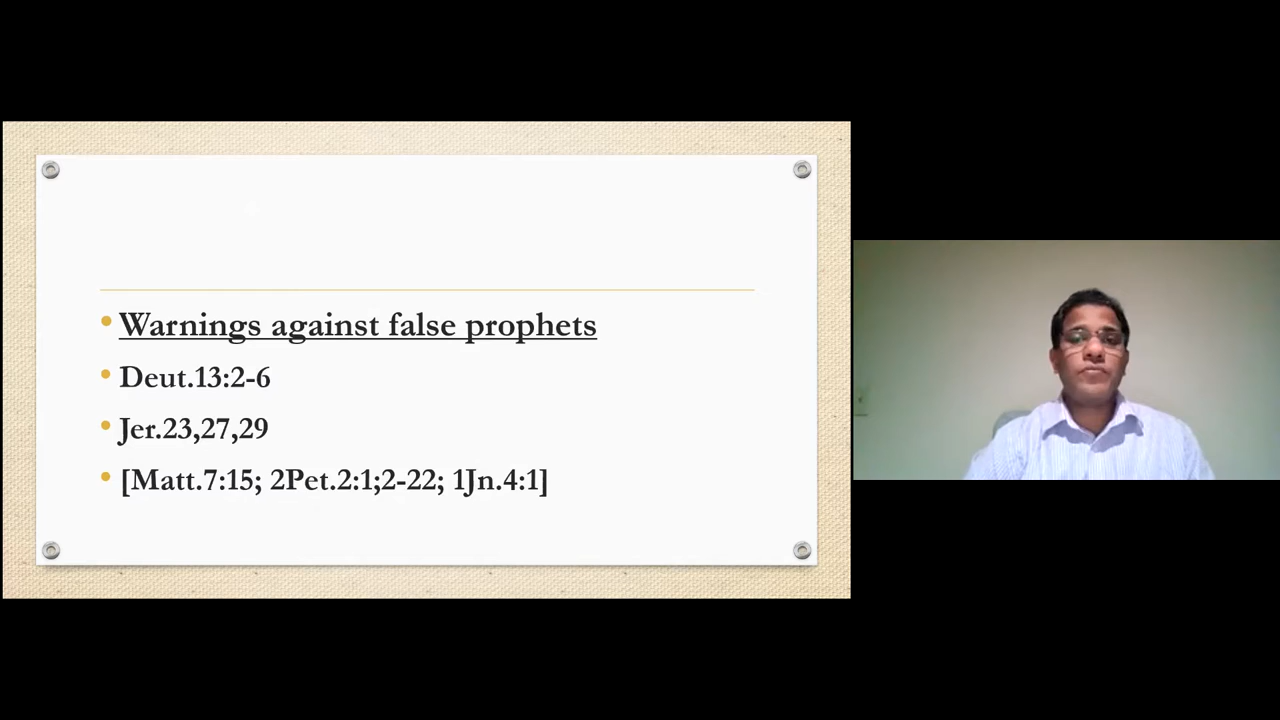 Warnings against false prophets
Deut.13:2-6
Jer.23,27,29
[Matt.7:15; 2Pet.2:1;2-22; 1Jn.4:1]